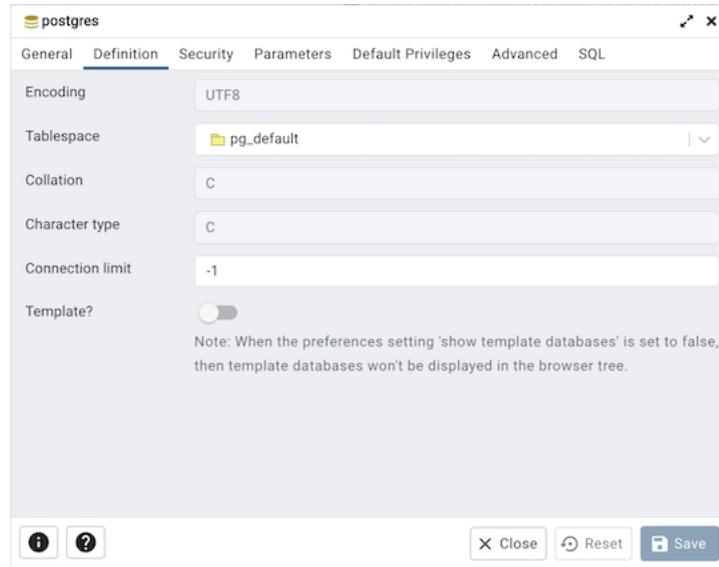 postgres
General Definition Security Parameters Default Privileges Advanced SQL
Encoding UTF8
Tablespace pg_default
Collation C
Character type C
Connection limit -1
Template?
Note: When the preferences setting 'show template databases' is set to false,
then template databases won't be displayed in the browser tree.
Close Reset Save